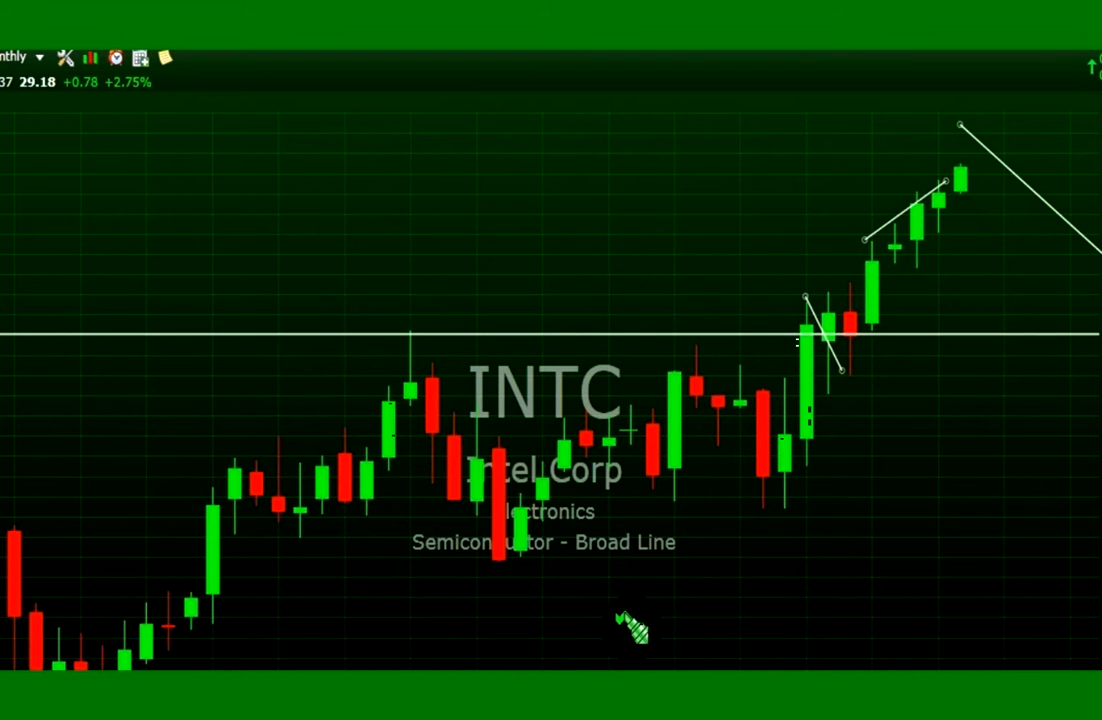 nthly
37 29.18 +0.78 +2.75%
INTC
Intel Corp
lectronics
Semiconductor - Broad Line